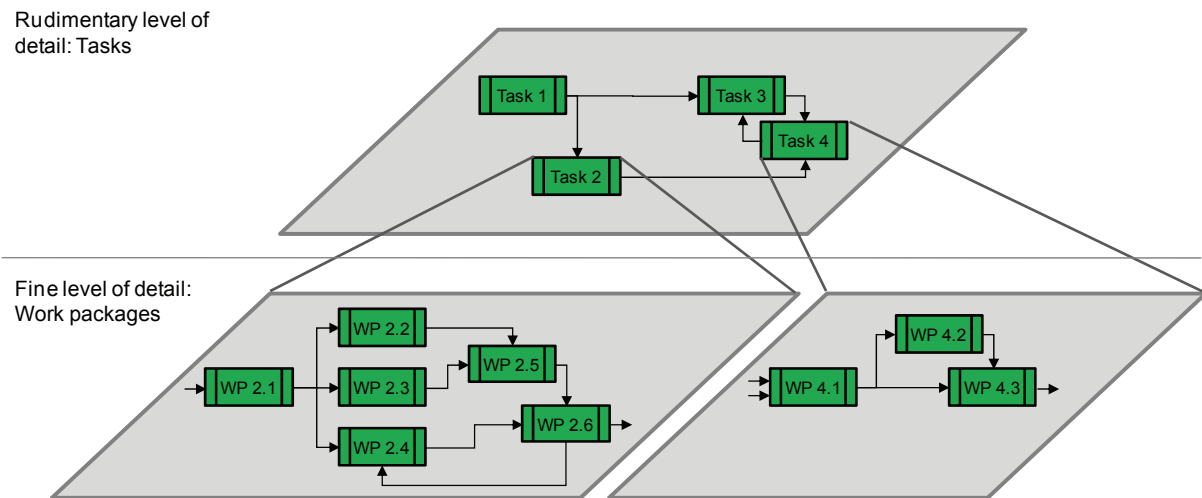 Rudimentary level of
detail: Tasks
Task 1
Task 3
Task 4
Task 2
Fine level of detail:
Work packages
WP 2.2
WP 2.5
WP 2.1
WP 2.3
WP 2.6
WP 2.4
WP 4.2
WP 4.1
WP 4.3